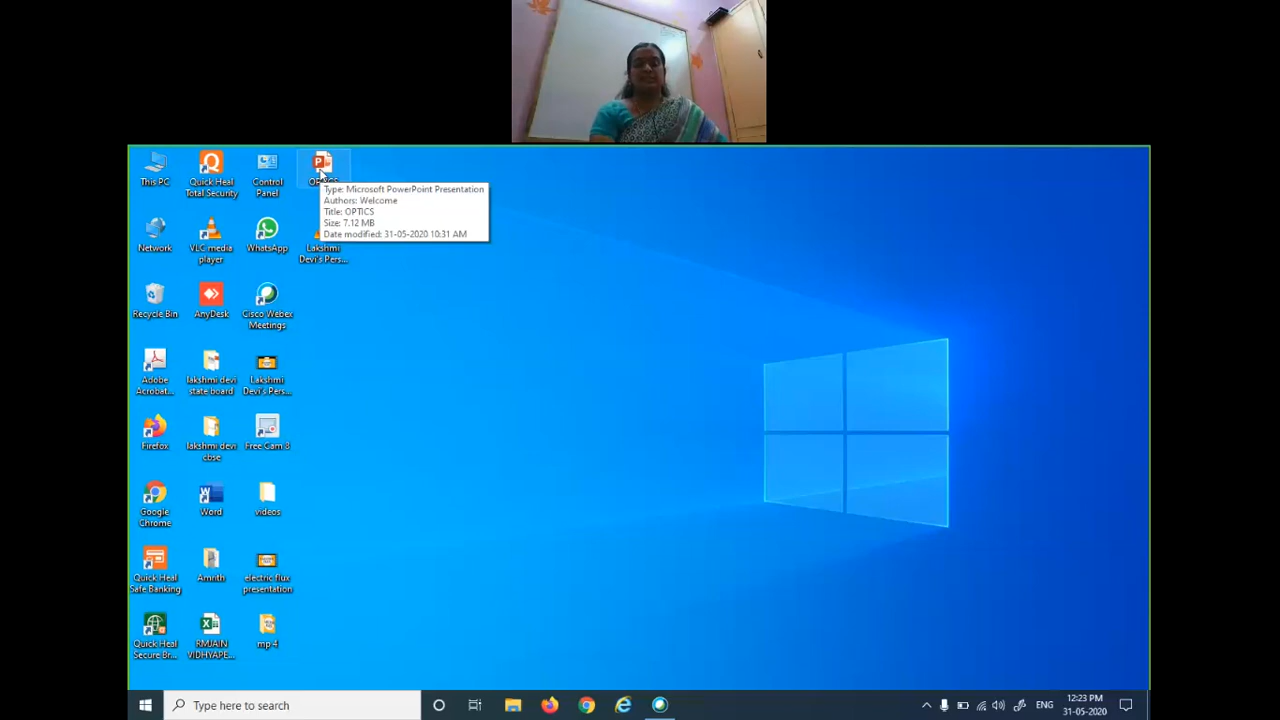 This PC
Quick Heal
Total Security
Control
Panel
Type: Microsoft PowerPoint Presentation
Authors: Welcome
Title: OPTICS
Size: 7.12 MB
Date modified: 31-05-2020 10:31 AM
Network
VLC media
player
WhatsApp
Lakshmi
Devi's Pers...
Recycle Bin
AnyDesk
Cisco Webex
Meetings
Adobe
Acrobat...
lakshmi devi
state board
Lakshmi
Devi's Pers...
Firefox
lakshmi devi
cbse
Free Cam 8
Google
Chrome
Word
videos
Quick Heal
Safe Banking
Amrith
electric flux
presentation
Quick Heal
Secure Br...
RMJAIN
VIDHYAPE...
mp 4
Type here to search
ENG
12:23 PM
31-05-2020